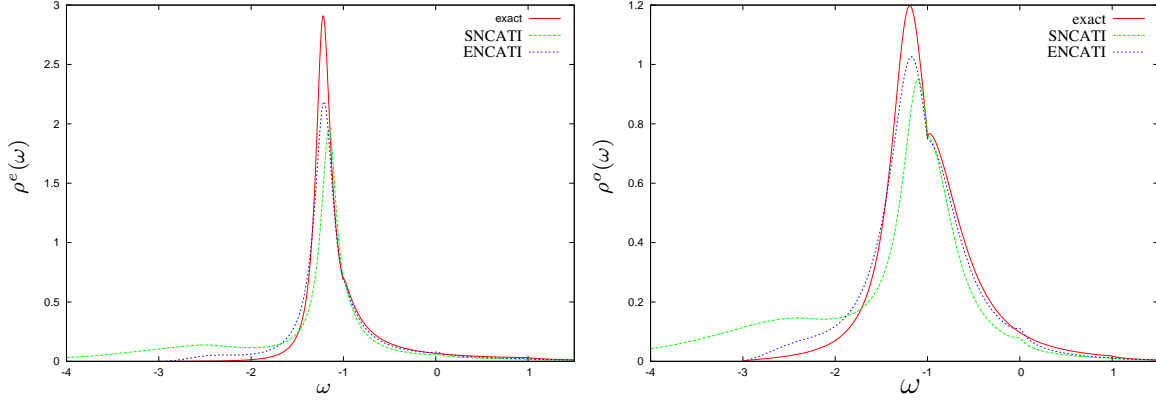 exact
SNCATI
ENCATI
3
2.5
2
1.5
1
0.5
0
-4
-3
-2
-1
0
1
ρ^e(ω)
ω
exact
SNCATI
ENCATI
1.2
1
0.8
0.6
0.4
0.2
0
-4
-3
-2
-1
0
1
ρ^o(ω)
ω